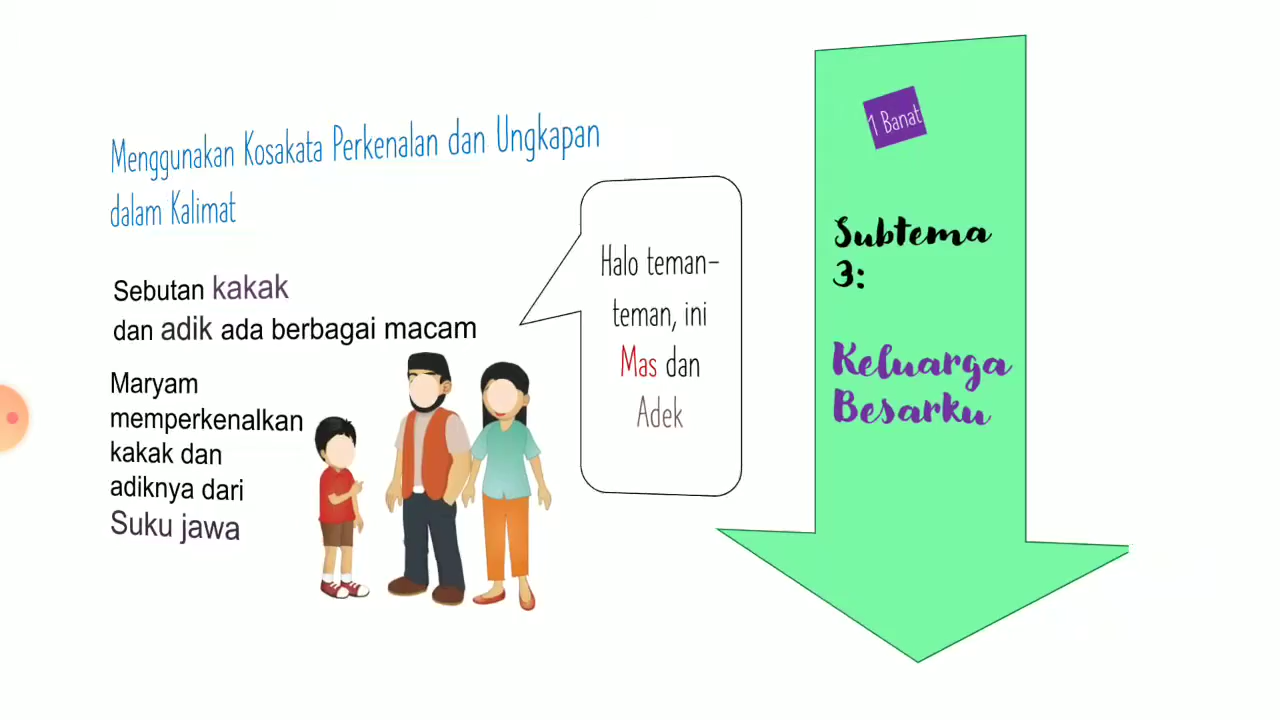 Menggunakan Kosakata Perkenalan dan Ungkapan
dalam Kalimat
Sebutan kakak
dan adik ada berbagai macam
Maryam
memperkenalkan
kakak dan
adiknya dari
Suku jawa
Halo teman-
teman, ini
Mas dan
Adek
1 Banat
Subtema
3:
Keluarga
Besarku